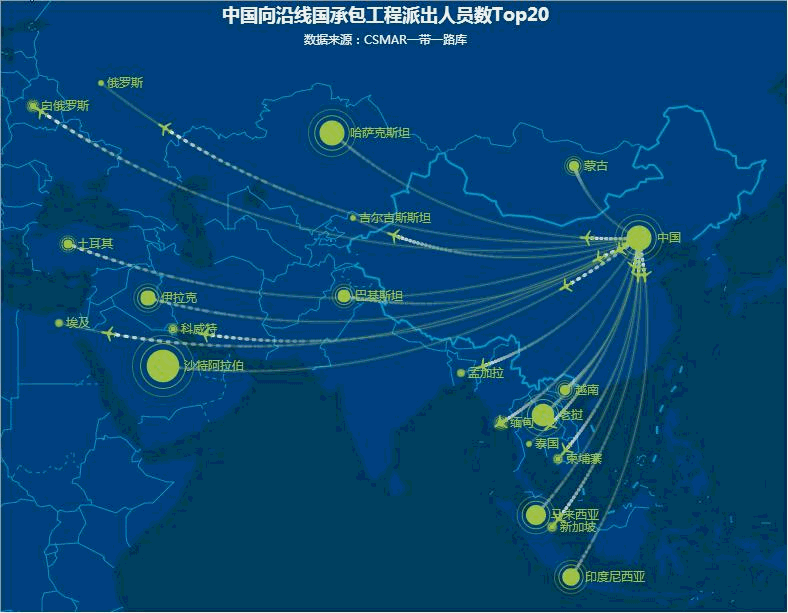 中国向沿线国承包工程派出人员数Top20
数据来源：CSMAR一带一路库
俄罗斯
白俄罗斯
哈萨克斯坦
蒙古
吉尔吉斯斯坦
中国
土耳其
伊拉克
巴基斯坦
埃及
科威特
沙特阿拉伯
孟加拉
越南
老挝
缅甸
泰国
柬埔寨
马来西亚
新加坡
印度尼西亚